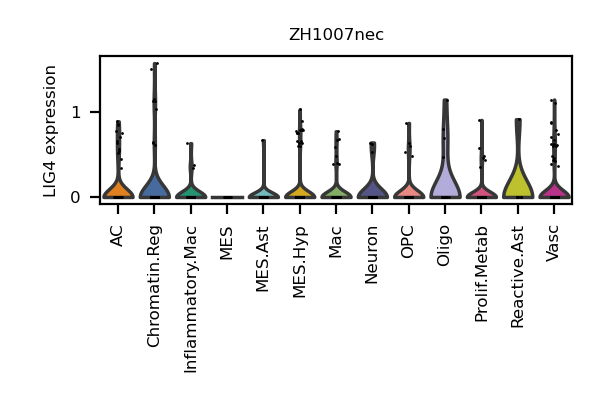 ZH1007nec
LIG4 expression
1
0
AC
Chromatin.Reg
Inflammatory.Mac
MES
MES.Ast
MES.Hyp
Mac
Neuron
OPC
Oligo
Prolif.Metab
Reactive.Ast
Vasc